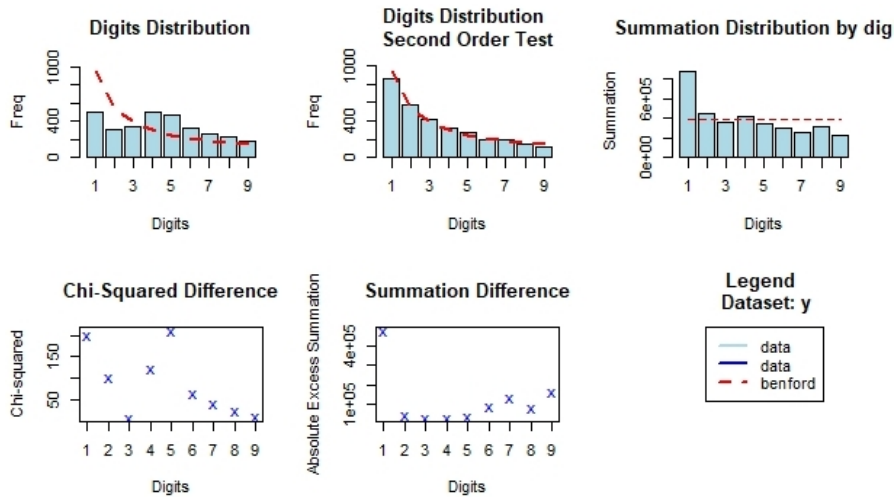 Digits Distribution
Freq
1000
400
0
1 3 5 7 9
Digits
Digits Distribution
Second Order Test
Freq
1000
400
0
1 3 5 7 9
Digits
Summation Distribution by dig
Summation
6e+05
0e+00
1 3 5 7 9
Digits
Chi-Squared Difference
Chi-squared
150
50
1 2 3 4 5 6 7 8 9
Digits
Summation Difference
Absolute Excess Summation
4e+05
1e+05
1 2 3 4 5 6 7 8 9
Digits
Legend
Dataset: y
data
data
benford